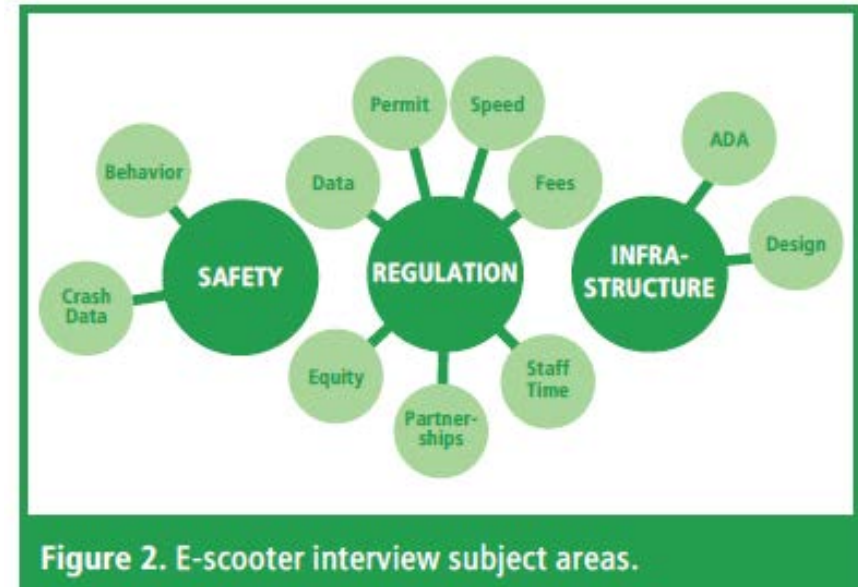 Permit
Speed
ADA
Behavior
Data
Fees
Design
SAFETY
REGULATION
INFRA-
STRUCTURE
Crash
Data
Equity
Staff
Time
Partner-
ships
Figure 2. E-scooter interview subject areas.